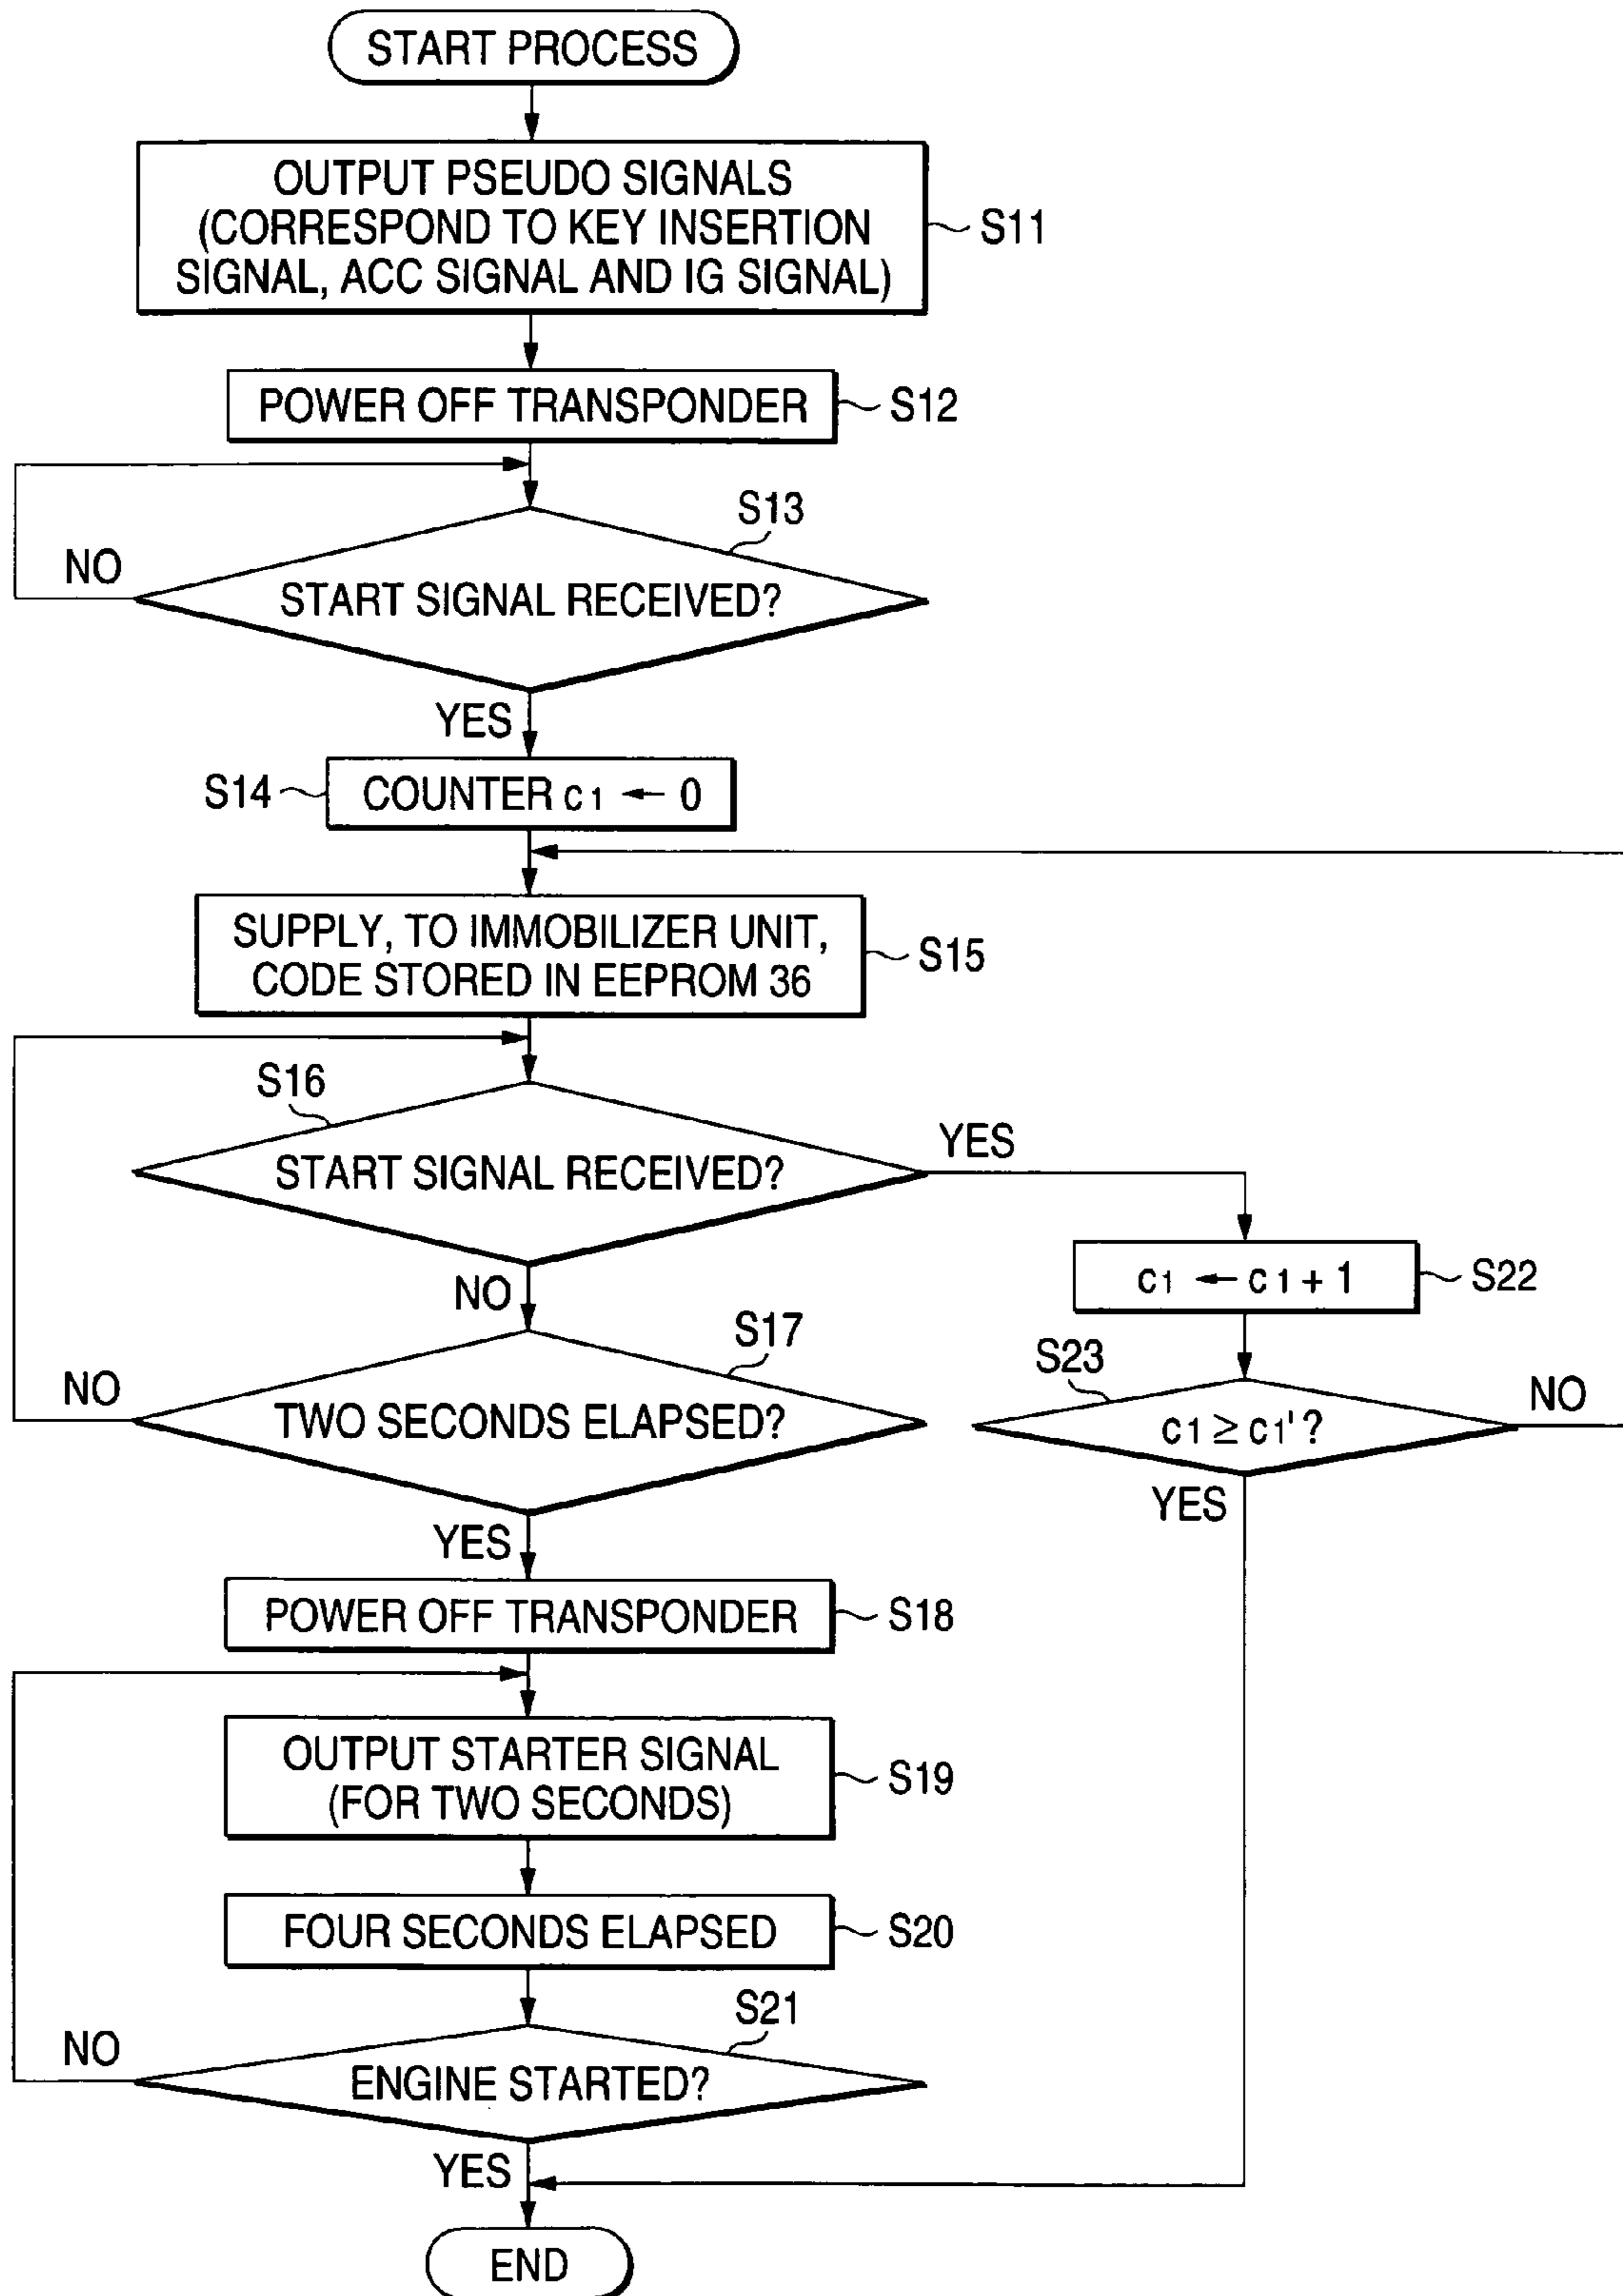 START PROCESS
OUTPUT PSEUDO SIGNALS
(CORRESPOND TO KEY INSERTION
SIGNAL, ACC SIGNAL AND IG SIGNAL)
S11
POWER OFF TRANSPONDER
S12
S13
NO
START SIGNAL RECEIVED?
YES
S14
COUNTER c1 ← 0
SUPPLY, TO IMMOBILIZER UNIT,
CODE STORED IN EEPROM 36
S15
S16
YES
START SIGNAL RECEIVED?
NO
c1 ← c1 + 1
S22
S17
S23
NO
NO
TWO SECONDS ELAPSED?
c1 ≥ c1'?
YES
YES
POWER OFF TRANSPONDER
S18
OUTPUT STARTER SIGNAL
(FOR TWO SECONDS)
S19
FOUR SECONDS ELAPSED
S20
S21
NO
ENGINE STARTED?
YES
END